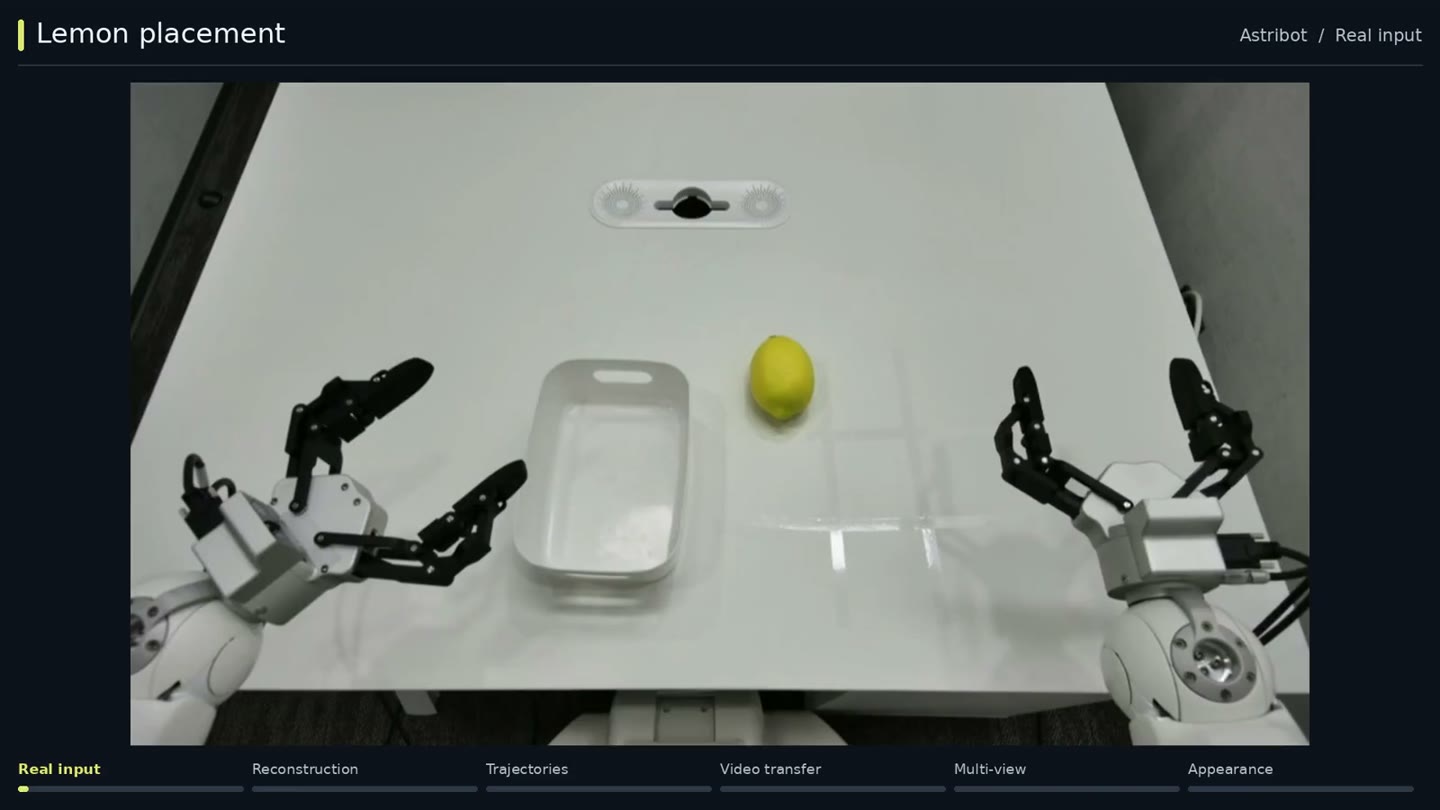 Lemon placement
Astribot / Real input
Real input
Reconstruction
Trajectories
Video transfer
Multi-view
Appearance